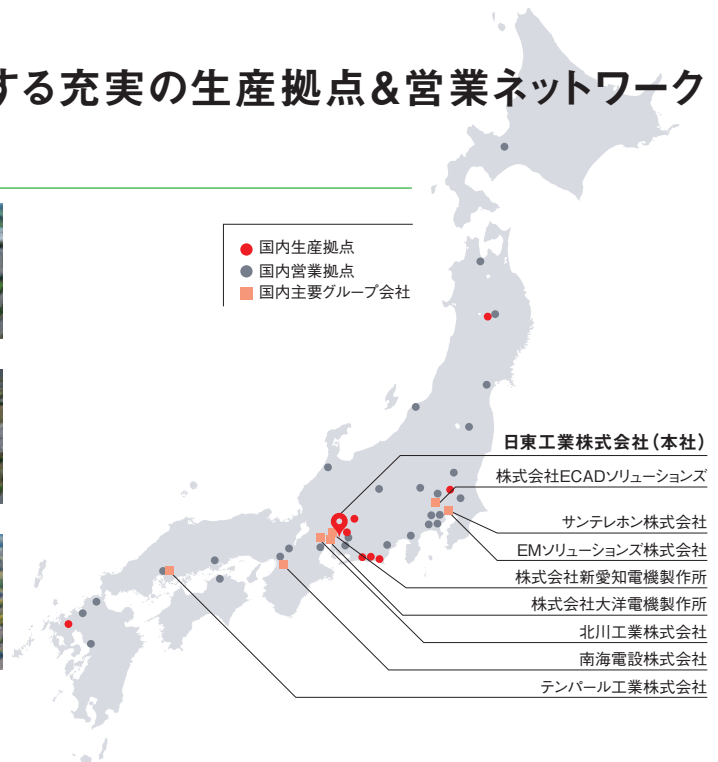 する充実の生産拠点&営業ネットワーク
国内生産拠点
国内営業拠点
国内主要グループ会社
日東工業株式会社(本社)
株式会社ECADソリューションズ
サンテレホン株式会社
EMソリューションズ株式会社
株式会社新愛知電機製作所
株式会社大洋電機製作所
北川工業株式会社
南海電設株式会社
テンパール工業株式会社